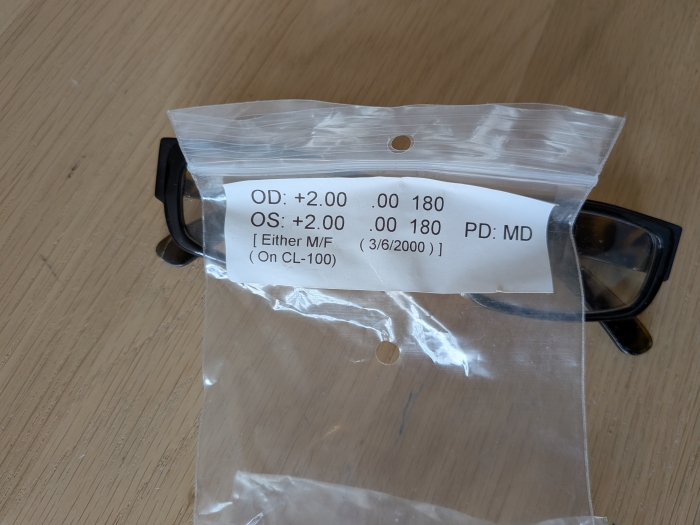 OD: +2.00 .00 180
OS: +2.00 .00 180 PD: MD
[ Either M/F ( 3/6/2000 ) ]
( On CL-100)